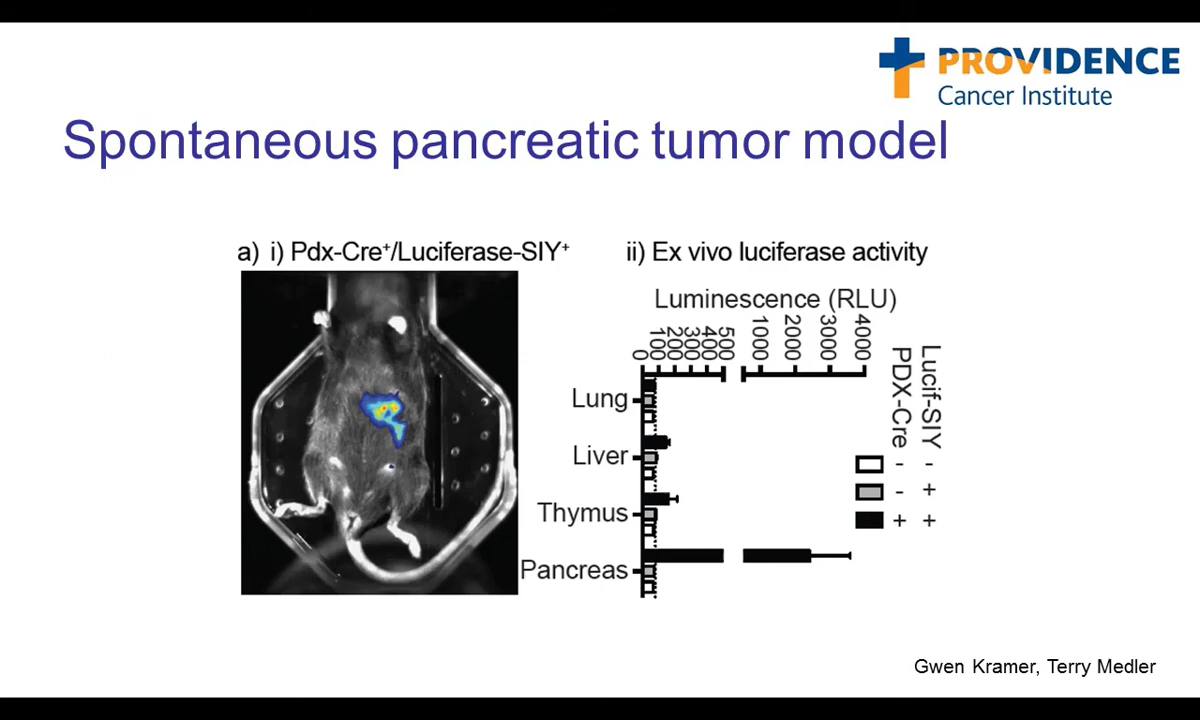 PROVIDENCE
Cancer Institute
Spontaneous pancreatic tumor model
a) i) Pdx-Cre⁺/Luciferase-SIY⁺
ii) Ex vivo luciferase activity
Luminescence (RLU)
0 100 200 300 400 500 1000 2000 3000 4000
Lung
Liver
Thymus
Pancreas
PDX-Cre Lucif-SIY
- -
- +
+ +
Gwen Kramer, Terry Medler